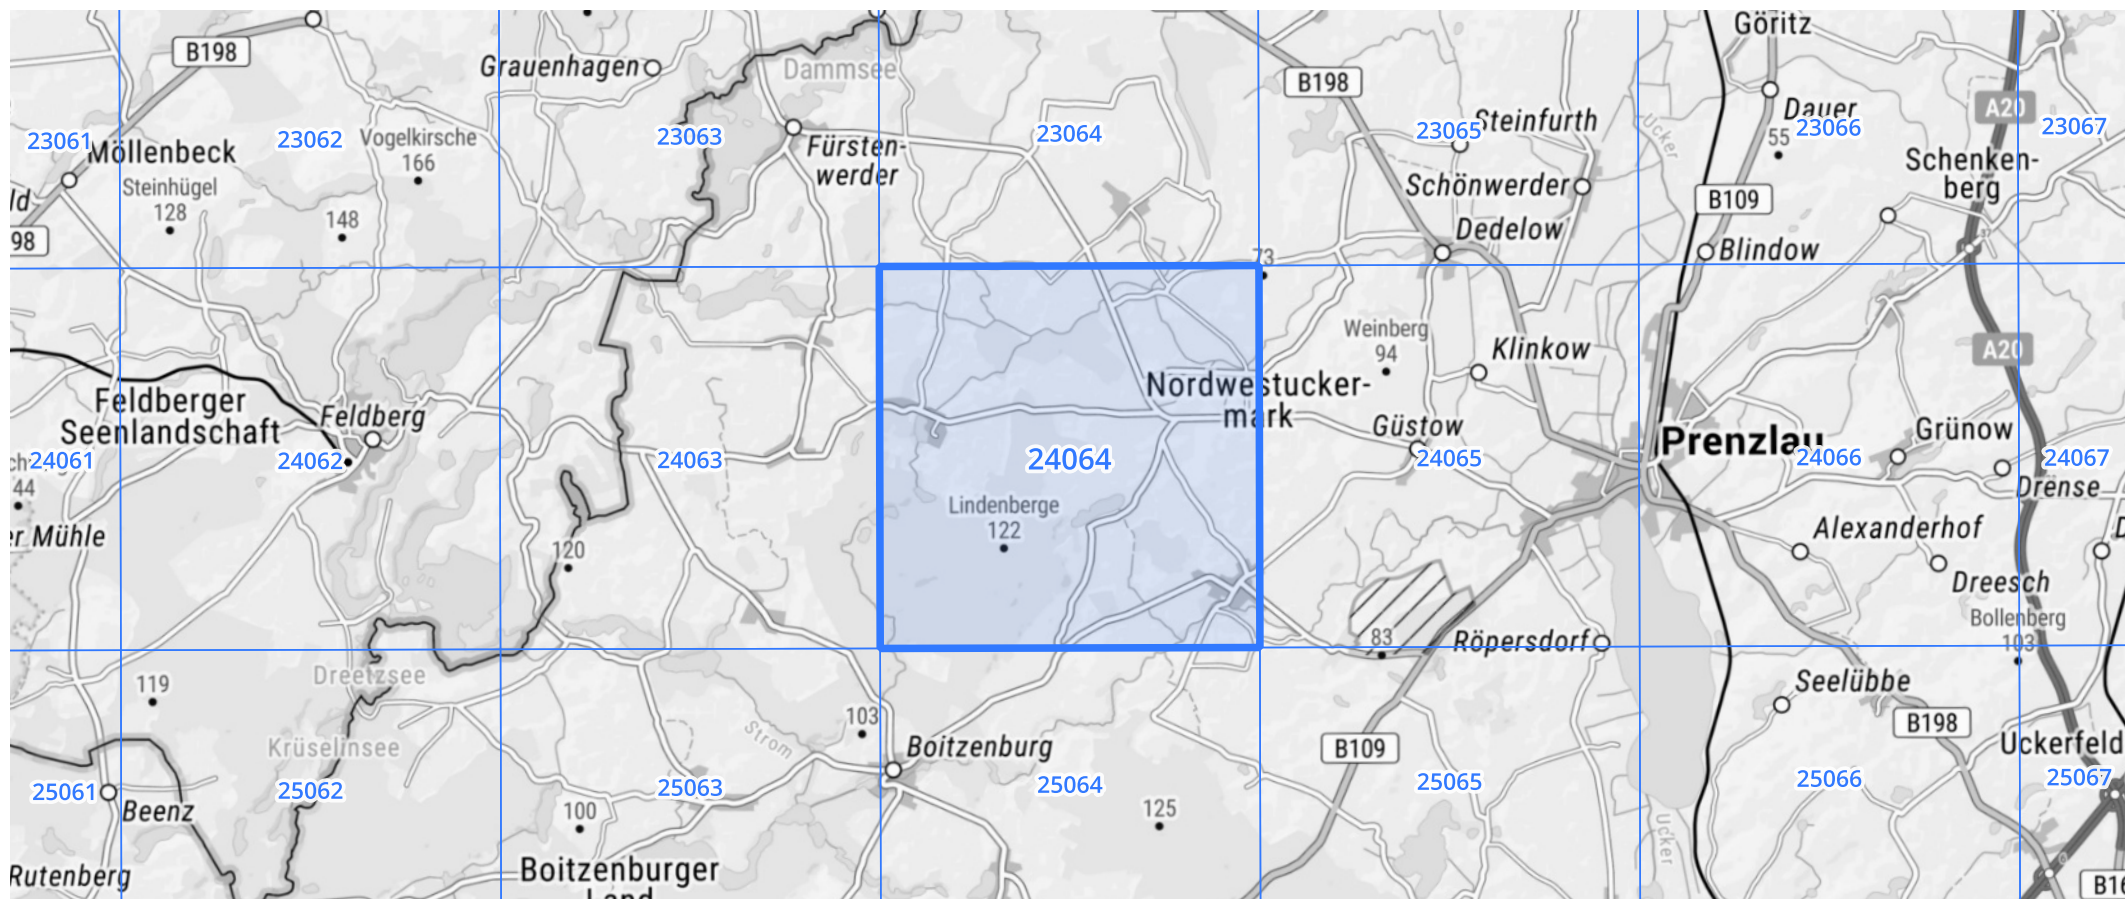 Göritz
B198
Grauenhagen
Dammsee
B198
A20
Dauer
23061
23062
Vogelkirsche
166
23063
23064
23065
Steinfurth
Ucker
55
23066
23067
Möllenbeck
Fürsten-
werder
Schenken-
berg
Steinhügel
128
ld
Schönwerder
B109
148
98
Dedelow
Blindow
73
Weinberg
94
Klinkow
A20
Feldberger
Seenlandschaft
Feldberg
Nordwestucker-
mark
Güstow
Prenzlau
Grünow
24061
24062
24063
24064
24065
24066
24067
44
Drense
Lindenberge
122
er Mühle
120
Alexanderhof
Dreesch
Bollenberg
103
83
Röpersdorf
Dreetzsee
119
Seelübbe
103
Strom
B198
Krüselinsee
Boitzenburg
B109
Uckerfeld
25061
25062
25063
25064
25065
25066
25067
Beenz
100
125
Ucker
Boitzenburger
Land
Rutenberg
B16